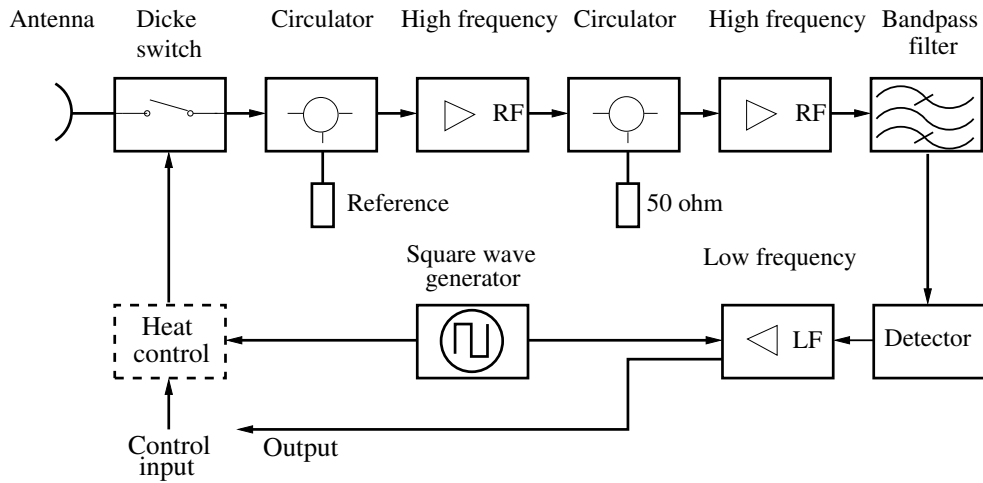 Antenna
Dicke
switch
Circulator
High frequency
Circulator
High frequency
Bandpass
filter
RF
RF
Reference
50 ohm
Square wave
generator
Low frequency
Heat
control
LF
Detector
Control
input
Output